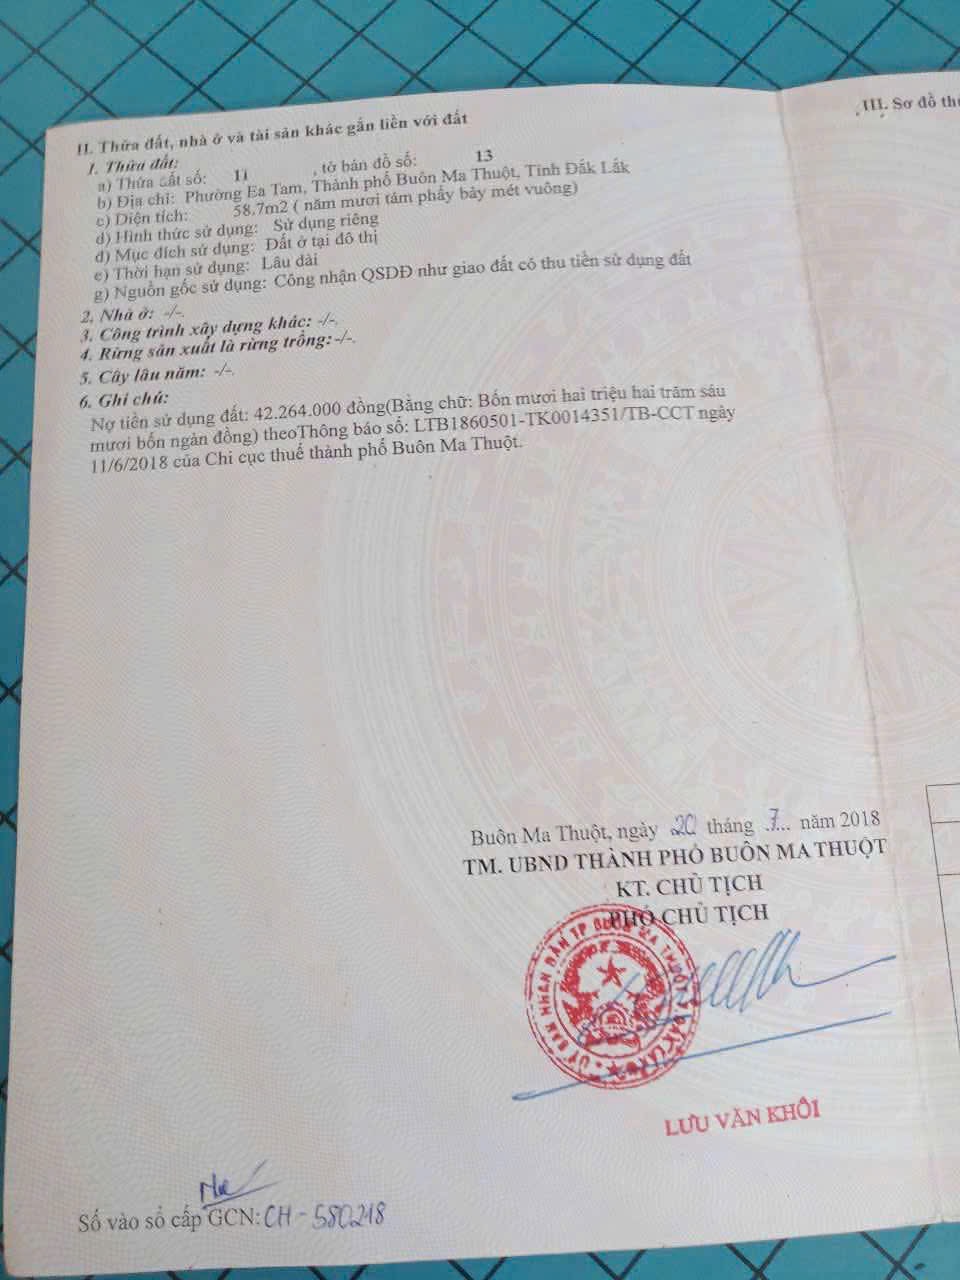 II. Thửa đất, nhà ở và tài sản khác gắn liền với đất
1. Thửa đất:
a) Thửa đất số: 11 , tờ bản đồ số: 13
b) Địa chỉ: Phường Ea Tam, Thành phố Buôn Ma Thuột, Tỉnh Đắk Lắk
c) Diện tích: 58.7m2 ( năm mươi tám phẩy bảy mét vuông)
d) Hình thức sử dụng: Sử dụng riêng
đ) Mục đích sử dụng: Đất ở tại đô thị
e) Thời hạn sử dụng: Lâu dài
g) Nguồn gốc sử dụng: Công nhận QSDĐ như giao đất có thu tiền sử dụng đất
2. Nhà ở: -/-.
3. Công trình xây dựng khác: -/-.
4. Rừng sản xuất là rừng trồng: -/-.
5. Cây lâu năm: -/-.
6. Ghi chú:
Nợ tiền sử dụng đất: 42.264.000 đồng(Bằng chữ: Bốn mươi hai triệu hai trăm sáu
mươi bốn ngàn đồng) theoThông báo số: LTB1860501-TK0014351/TB-CCT ngày
11/6/2018 của Chi cục thuế thành phố Buôn Ma Thuột.
III. Sơ đồ
Buôn Ma Thuột, ngày 20 tháng 7 năm 2018
TM. UBND THÀNH PHỐ BUÔN MA THUỘT
KT. CHỦ TỊCH
PHÓ CHỦ TỊCH
ỦY BAN NHÂN DÂN TP BUÔN MA THUỘT
LƯU VĂN KHÔI
Số vào sổ cấp GCN: CH - 580218